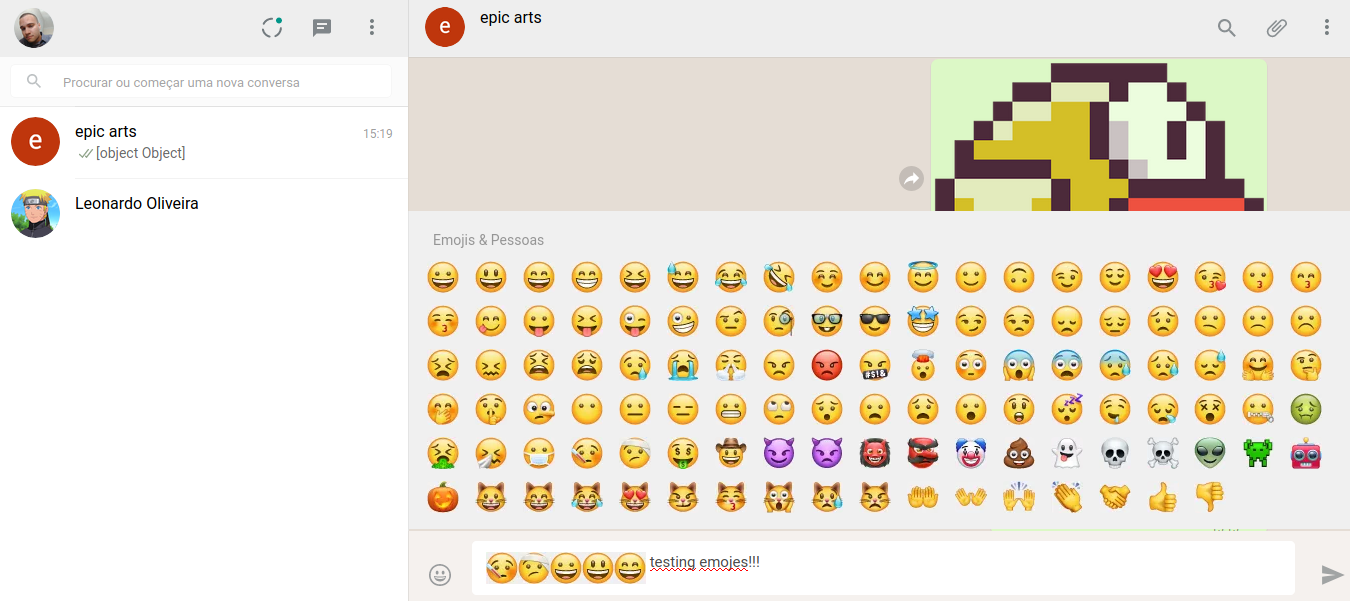 e
epic arts
Procurar ou começar uma nova conversa
e
epic arts
15:19
[object Object]
Leonardo Oliveira
Emojis & Pessoas
testing emojes!!!